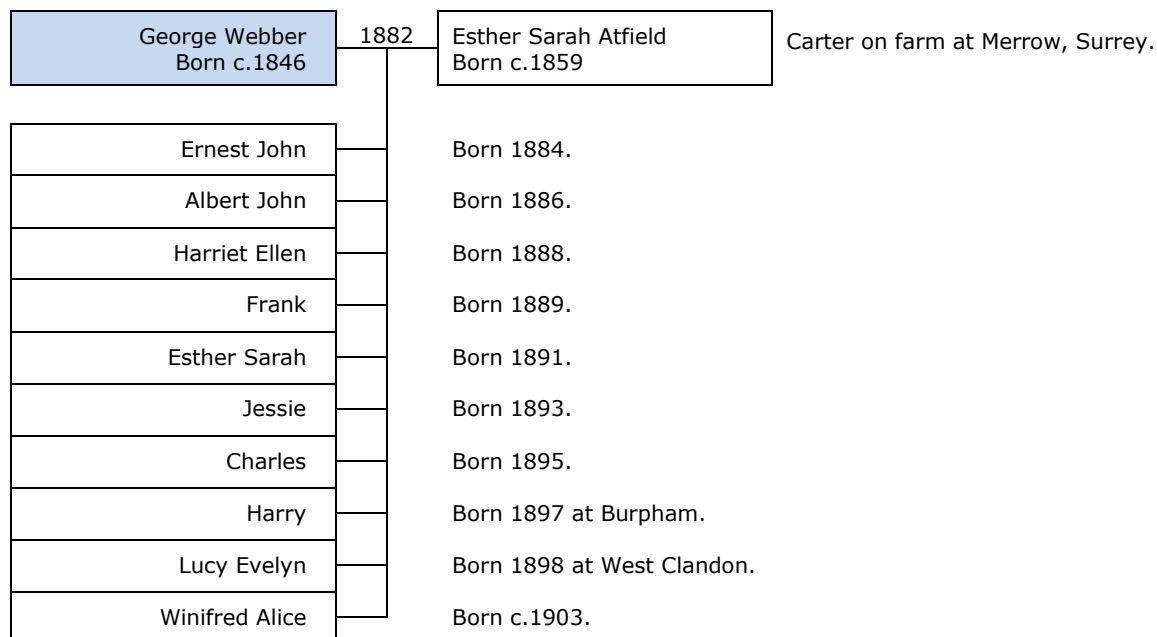 George Webber 1882 Esther Sarah Atfield Carter on farm at Merrow, Surrey.
Born c.1846 Born c.1859
Ernest John Born 1884.
Albert John Born 1886.
Harriet Ellen Born 1888.
Frank Born 1889.
Esther Sarah Born 1891.
Jessie Born 1893.
Charles Born 1895.
Harry Born 1897 at Burpham.
Lucy Evelyn Born 1898 at West Clandon.
Winifred Alice Born c.1903.